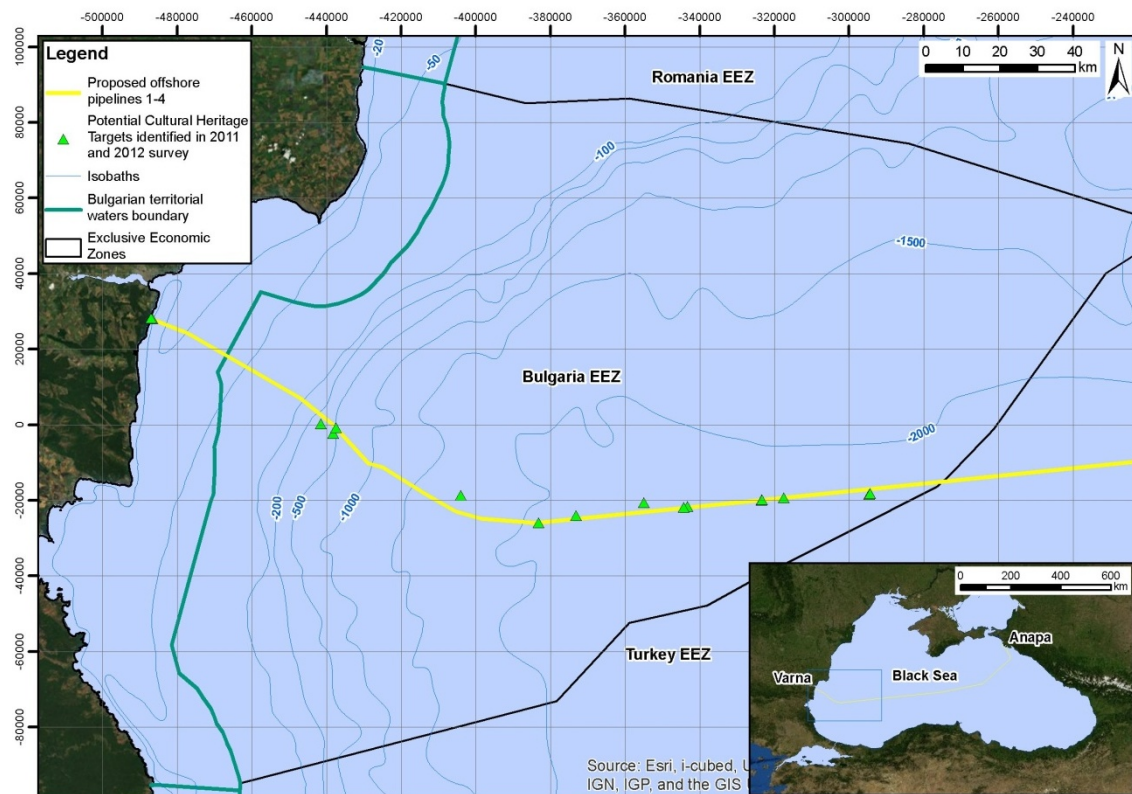 -500000 -480000 -460000 -440000 -420000 -400000 -380000 -360000 -340000 -320000 -300000 -280000 -260000 -240000
Legend
Proposed offshore
pipelines 1-4
Potential Cultural Heritage
Targets identified in 2011
and 2012 survey
Isobaths
Bulgarian territorial
waters boundary
Exclusive Economic
Zones
0 10 20 30 40
km
N
Romania EEZ
-20
-50
-100
-1500
100000
80000
60000
40000
20000
0
-20000
-40000
-60000
-80000
Bulgaria EEZ
-2000
-200
-500
-1000
Turkey EEZ
Source: Esri, i-cubed,
IGN, IGP, and the GIS
0 200 400 600
km
Anapa
Varna
Black Sea